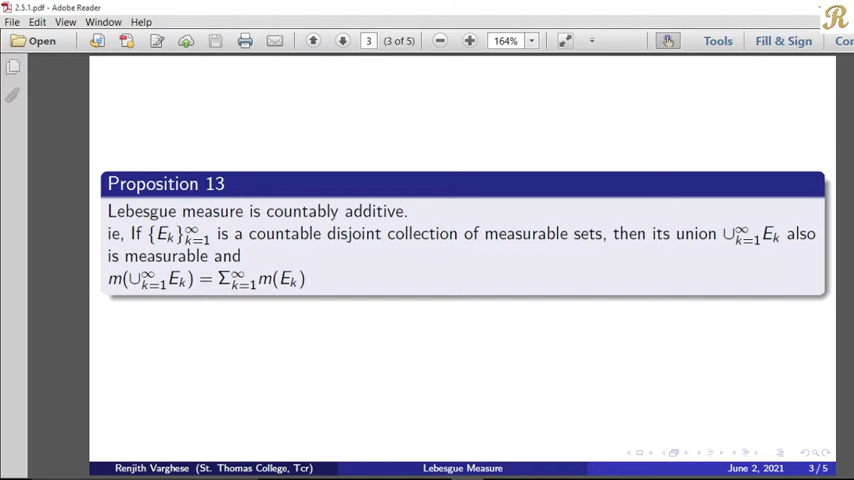 2.5.1.pdf - Adobe Reader
File Edit View Window Help
R
Open 3 (3 of 5) 164% Tools Fill & Sign Cor
Proposition 13
Lebesgue measure is countably additive.
ie, If {E_k}_{k=1}^∞ is a countable disjoint collection of measurable sets, then its union ∪_{k=1}^∞ E_k also
is measurable and
m(∪_{k=1}^∞ E_k) = Σ_{k=1}^∞ m(E_k)
Renjith Varghese (St. Thomas College, Tcr) Lebesgue Measure June 2, 2021 3 / 5